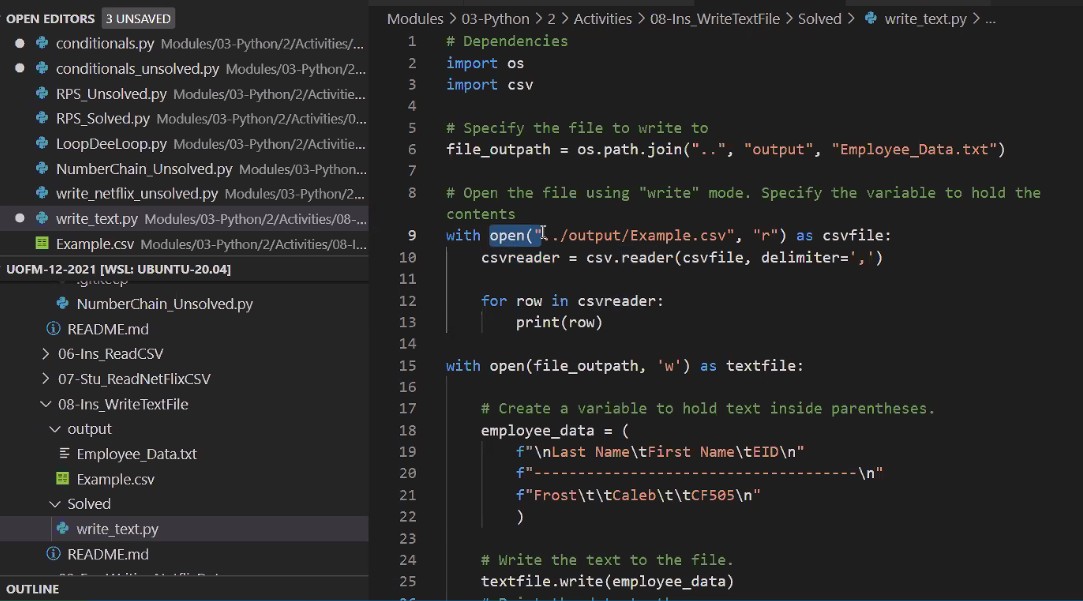 OPEN EDITORS 3 UNSAVED
conditionals.py Modules/03-Python/2/Activities/...
conditionals_unsolved.py Modules/03-Python/2...
RPS_Unsolved.py Modules/03-Python/2/Activitie...
RPS_Solved.py Modules/03-Python/2/Activities/0...
LoopDeeLoop.py Modules/03-Python/2/Activitie...
NumberChain_Unsolved.py Modules/03-Python/...
write_netflix_unsolved.py Modules/03-Python/2...
write_text.py Modules/03-Python/2/Activities/08-...
Example.csv Modules/03-Python/2/Activities/08-I...
UOFM-12-2021 [WSL: UBUNTU-20.04]
.gitkeep
NumberChain_Unsolved.py
README.md
06-Ins_ReadCSV
07-Stu_ReadNetFlixCSV
08-Ins_WriteTextFile
output
Employee_Data.txt
Example.csv
Solved
write_text.py
README.md
OUTLINE
Modules > 03-Python > 2 > Activities > 08-Ins_WriteTextFile > Solved > write_text.py > ...
1 # Dependencies
2 import os
3 import csv
4
5 # Specify the file to write to
6 file_outpath = os.path.join("..", "output", "Employee_Data.txt")
7
8 # Open the file using "write" mode. Specify the variable to hold the
contents
9 with open("../output/Example.csv", "r") as csvfile:
10 csvreader = csv.reader(csvfile, delimiter=',')
11
12 for row in csvreader:
13 print(row)
14
15 with open(file_outpath, 'w') as textfile:
16
17 # Create a variable to hold text inside parentheses.
18 employee_data = (
19 f"\nLast Name\tFirst Name\tEID\n"
20 f"-------------------------------------\n"
21 f"Frost\t\tCaleb\t\tCF505\n"
22 )
23
24 # Write the text to the file.
25 textfile.write(employee_data)